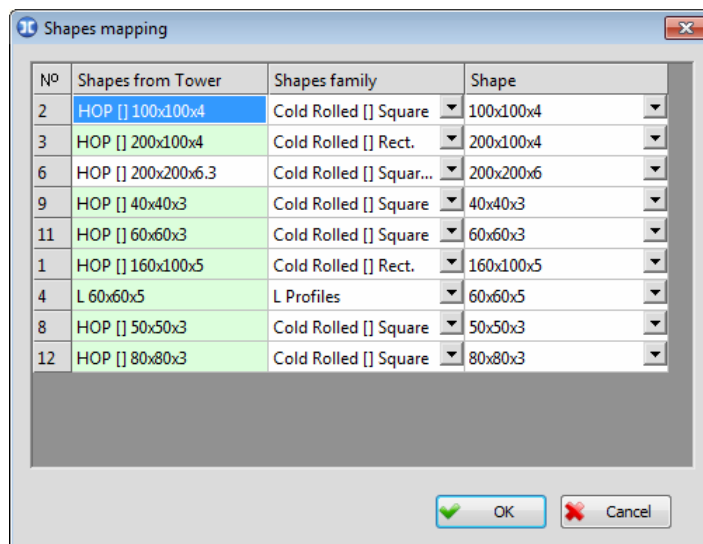 Shapes mapping
Nº Shapes from Tower Shapes family Shape
2 HOP [] 100x100x4 Cold Rolled [] Square 100x100x4
3 HOP [] 200x100x4 Cold Rolled [] Rect. 200x100x4
6 HOP [] 200x200x6.3 Cold Rolled [] Squar... 200x200x6
9 HOP [] 40x40x3 Cold Rolled [] Square 40x40x3
11 HOP [] 60x60x3 Cold Rolled [] Square 60x60x3
1 HOP [] 160x100x5 Cold Rolled [] Rect. 160x100x5
4 L 60x60x5 L Profiles 60x60x5
8 HOP [] 50x50x3 Cold Rolled [] Square 50x50x3
12 HOP [] 80x80x3 Cold Rolled [] Square 80x80x3
OK Cancel